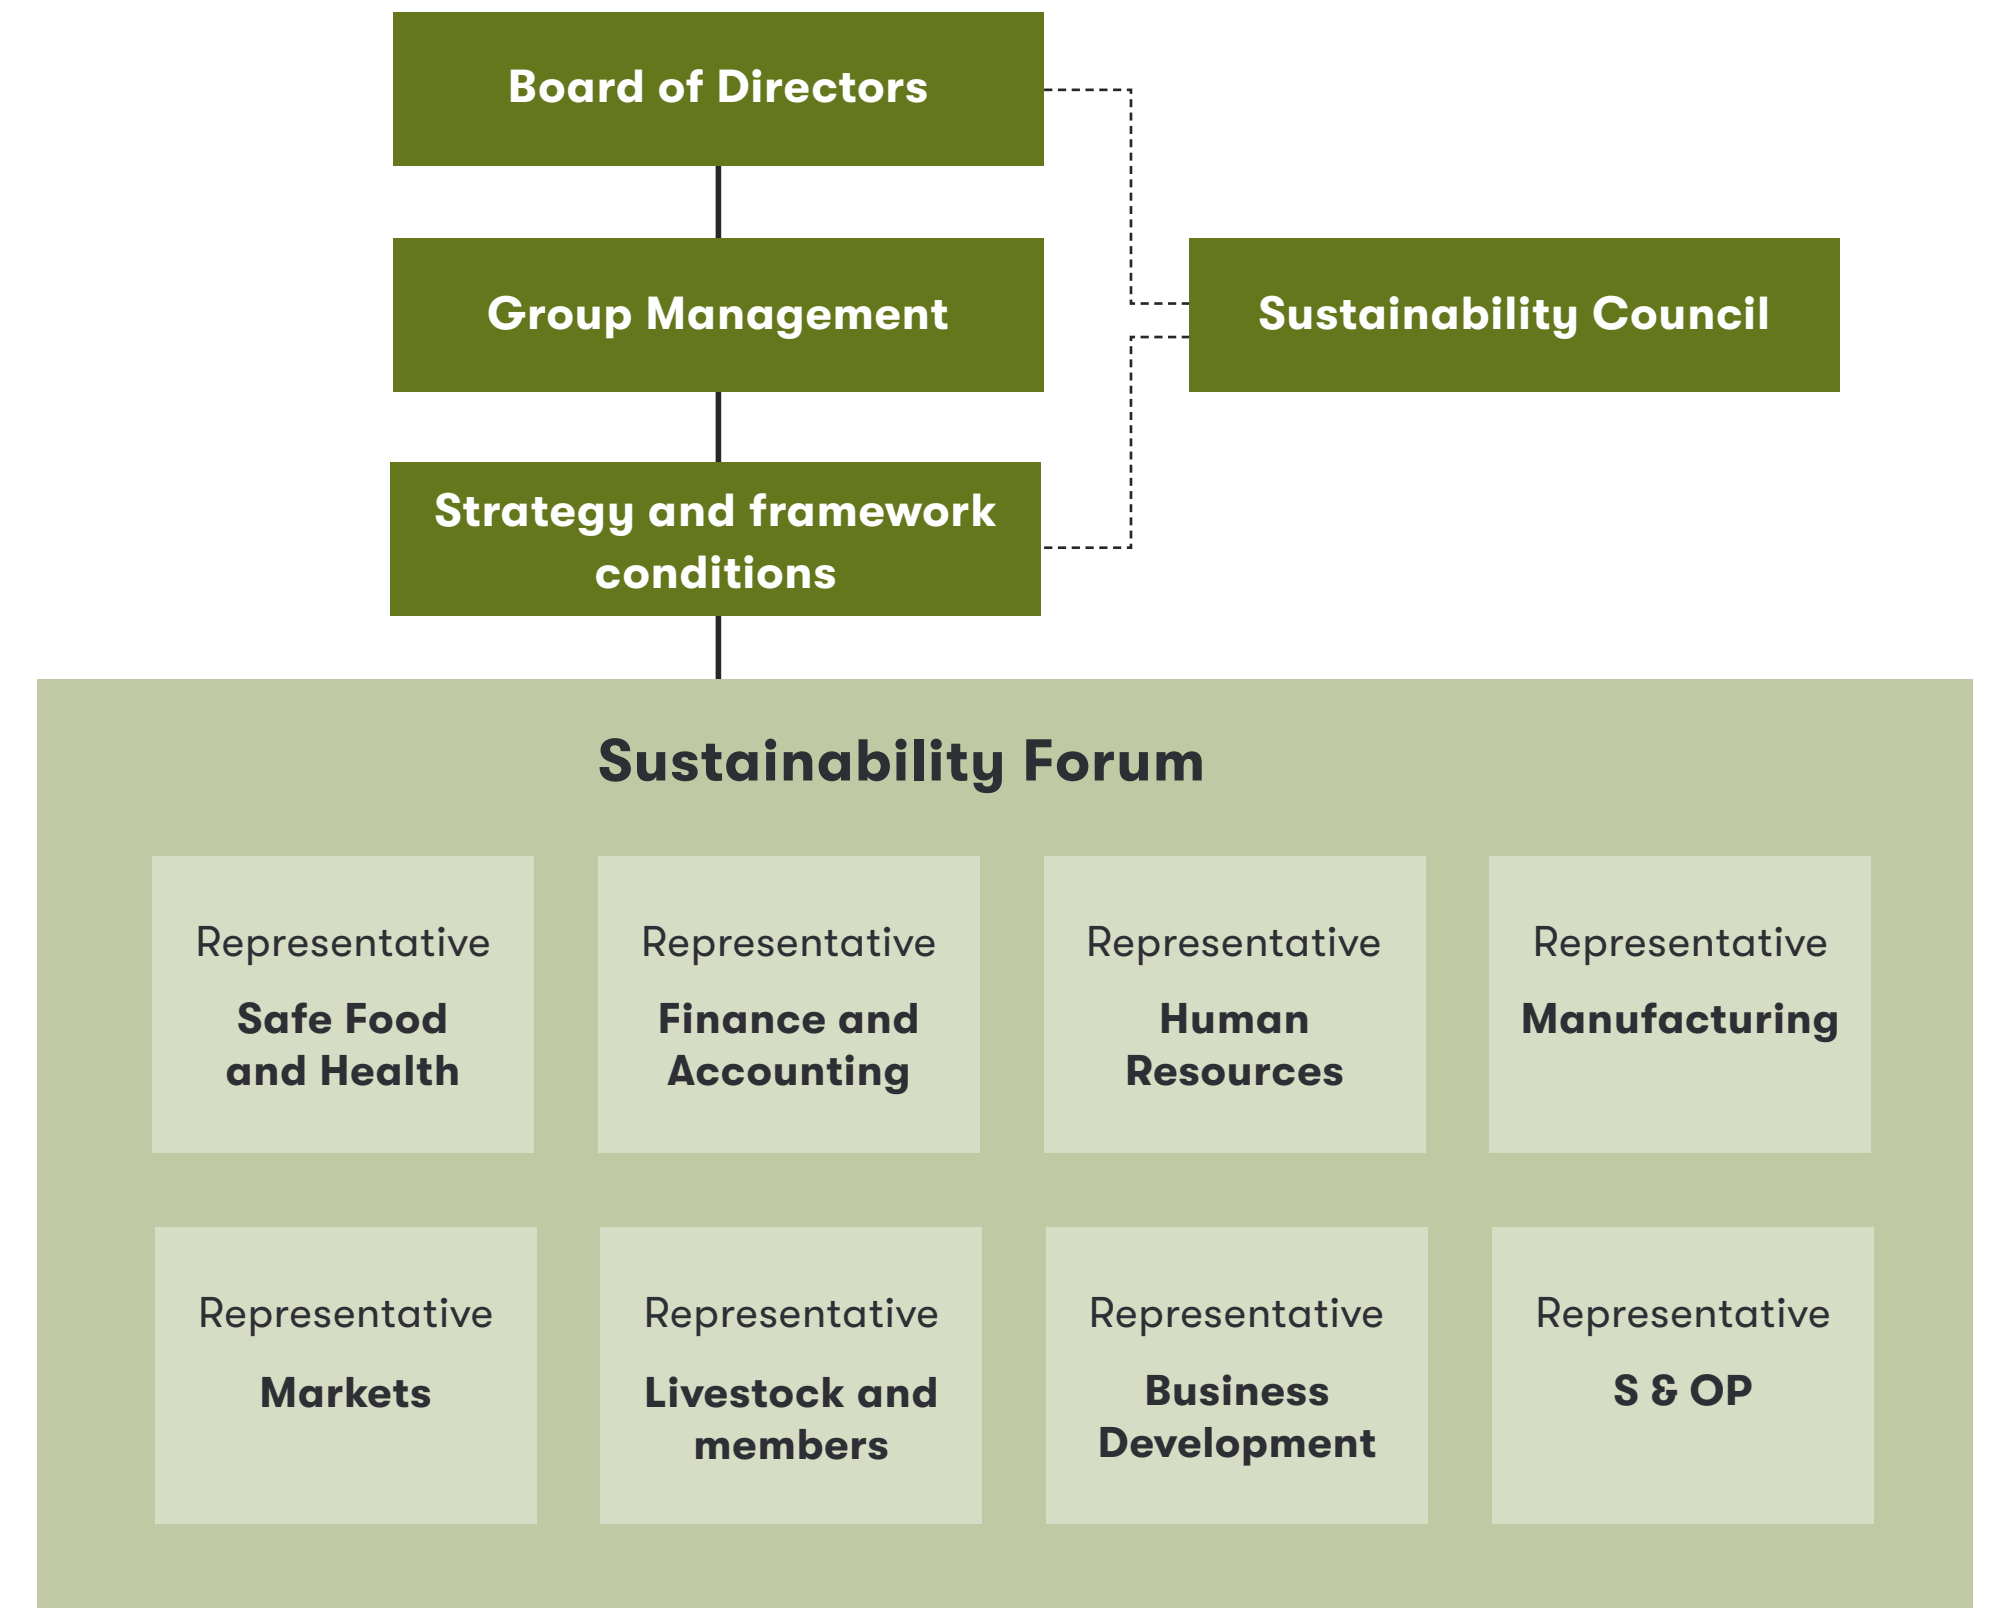 Board of Directors
Group Management
Sustainability Council
Strategy and framework
conditions
Sustainability Forum
Representative
Safe Food
and Health
Representative
Finance and
Accounting
Representative
Human
Resources
Representative
Manufacturing
Representative
Markets
Representative
Livestock and
members
Representative
Business
Development
Representative
S & OP